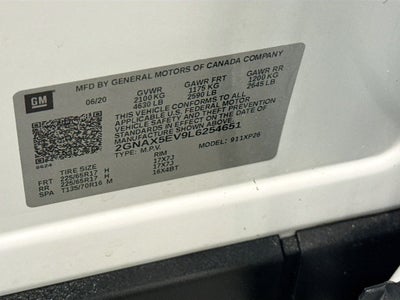 GM
MFD BY GENERAL MOTORS OF CANADA COMPANY
06/20 GVWR GAWR FRT GAWR RR
2100 KG 1175 KG 1200 KG
4630 LB 2590 LB 2645 LB
THIS VEHICLE CONFORMS TO ALL
APPLICABLE U.S. FEDERAL MOTOR
VEHICLE SAFETY AND THEFT PREVENTION
STANDARDS IN EFFECT ON THE DATE OF
MANUFACTURE SHOWN ABOVE.
2GNAX5EV9L6254651
TYPE: M.P.V. MODEL: 911XP26
TIRE SIZE RIM
FRT 225/65R17 H 17X7J
RR 225/65R17 H 17X7J
SPA T135/70R16 M 16X4BT